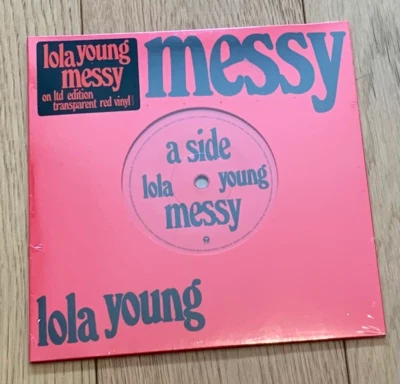 lola young
messy
on ltd edition
transparent red vinyl
messy
a side
lola young
messy
lola young